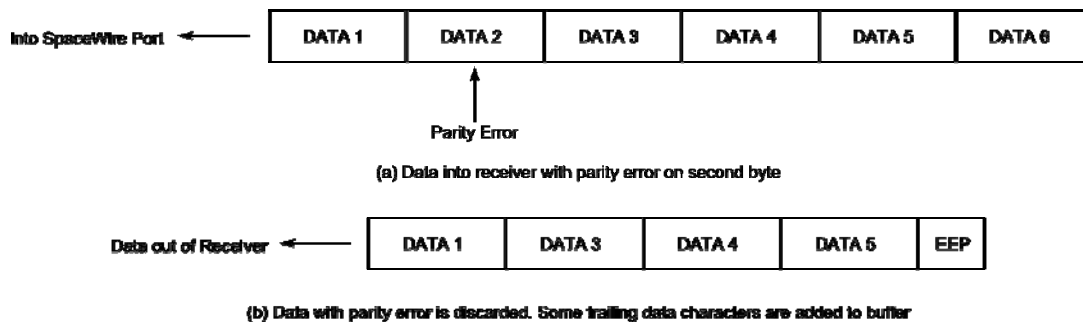 Into SpaceWire Port DATA 1 DATA 2 DATA 3 DATA 4 DATA 5 DATA 6
Parity Error
(a) Data into receiver with parity error on second byte
Data out of Receiver DATA 1 DATA 3 DATA 4 DATA 5 EEP
(b) Data with parity error is discarded. Some trailing data characters are added to buffer